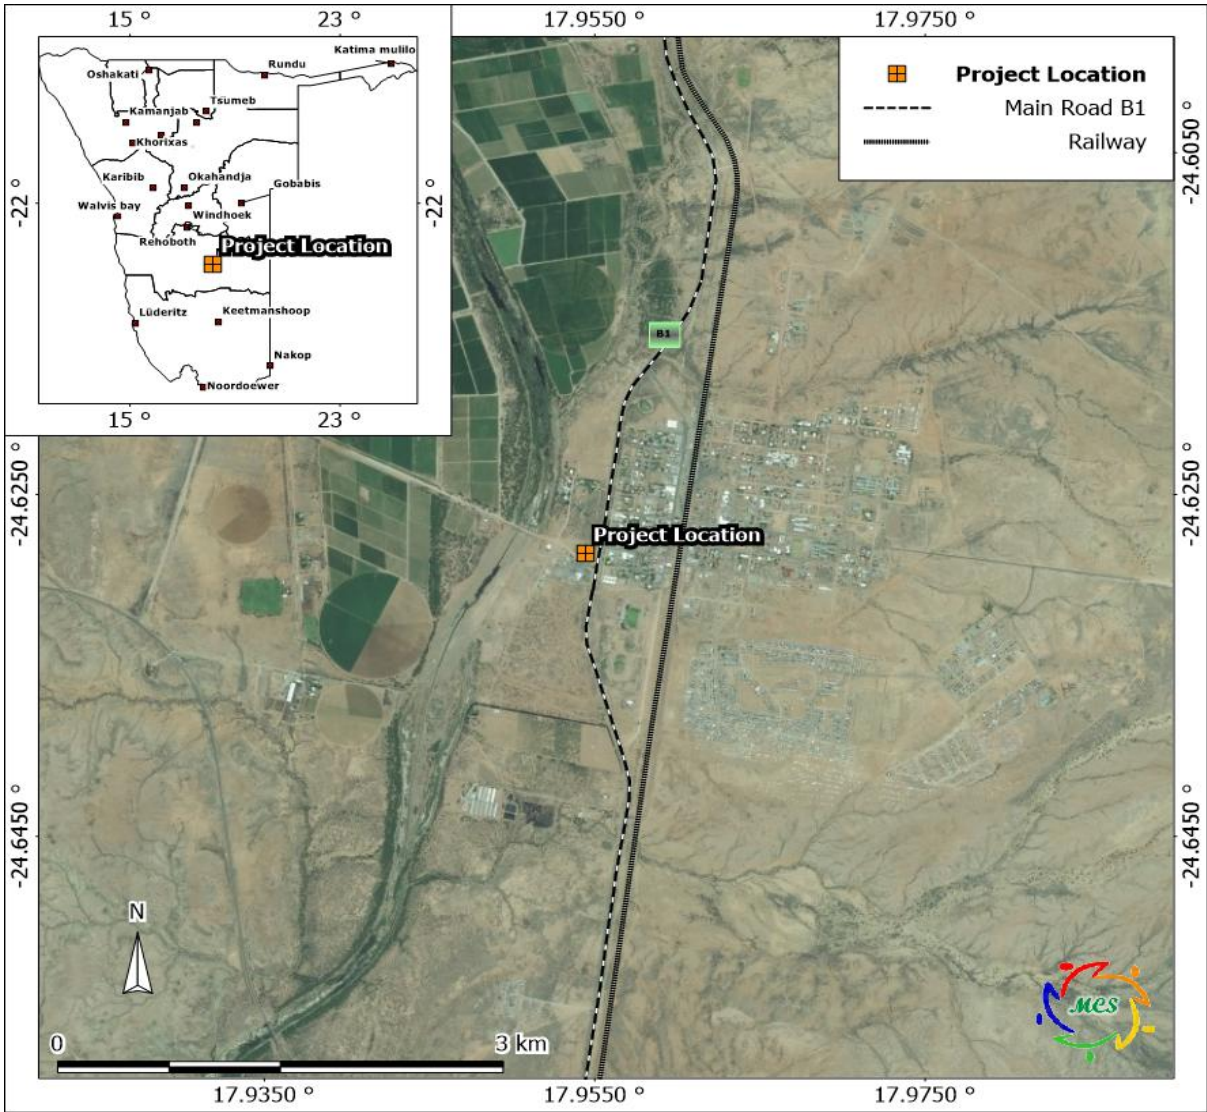 15 °
23 °
17.9550 °
17.9750 °
Katima mulilo
Rundu
Oshakati
Tsumeb
Kamanjab
Khorixas
Karibib
Okahandja
Gobabis
Walvis bay
Windhoek
Rehoboth
Project Location
Lüderitz
Keetmanshoop
Nakop
Noordoewer
-22 °
-22 °
15 °
23 °
Project Location
Main Road B1
Railway
-24.6050 °
B1
-24.6250 °
-24.6250 °
Project Location
-24.6450 °
-24.6450 °
N
0
3 km
MCS
17.9350 °
17.9550 °
17.9750 °